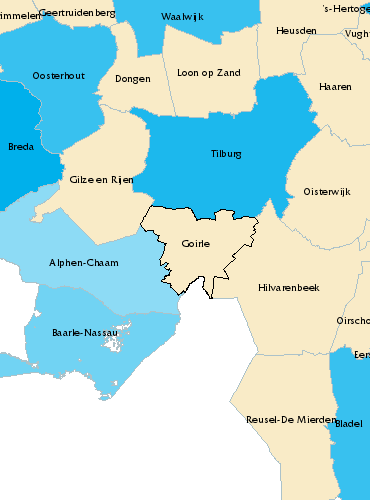 's-Hertoge
Geertruidenberg
immelen
Waalwijk
Heusden
Vught
Oosterhout
Dongen
Loon op Zand
Haaren
Breda
Tilburg
Gilze en Rijen
Oisterwijk
Goirle
Alphen-Chaam
Hilvarenbeek
Oirscho
Baarle-Nassau
Eers
Reusel-De Mierden
Bladel